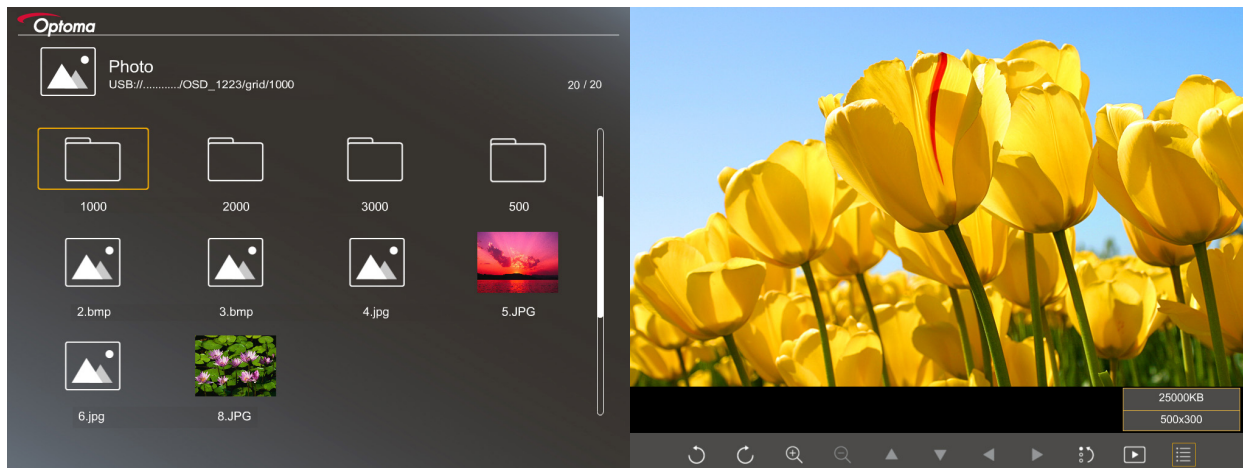 Optoma
Photo
USB://.........../OSD_1223/grid/1000
20 / 20
1000
2000
3000
500
2.bmp
3.bmp
4.jpg
5.JPG
6.jpg
8.JPG
25000KB
500x300